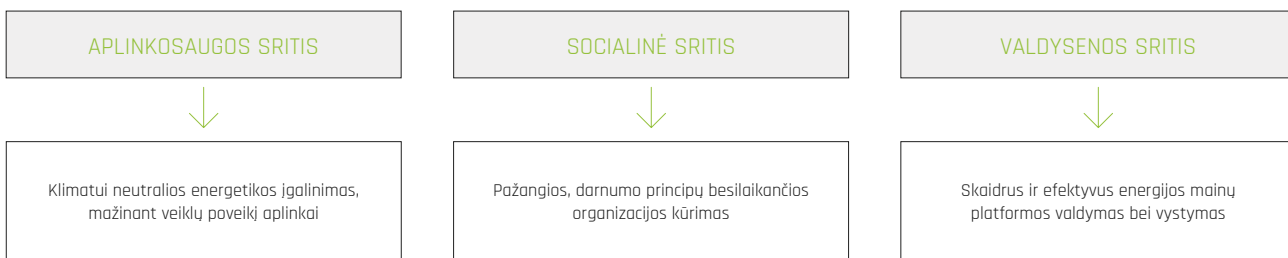 APLINKOSAUGOS SRITIS
SOCIALINĖ SRITIS
VALDYSENOS SRITIS
Klimatui neutralios energetikos įgalinimas,
mažinant veiklų poveikį aplinkai
Pažangios, darnumo principų besilaikančios
organizacijos kūrimas
Skaidrus ir efektyvus energijos mainų
platformos valdymas bei vystymas